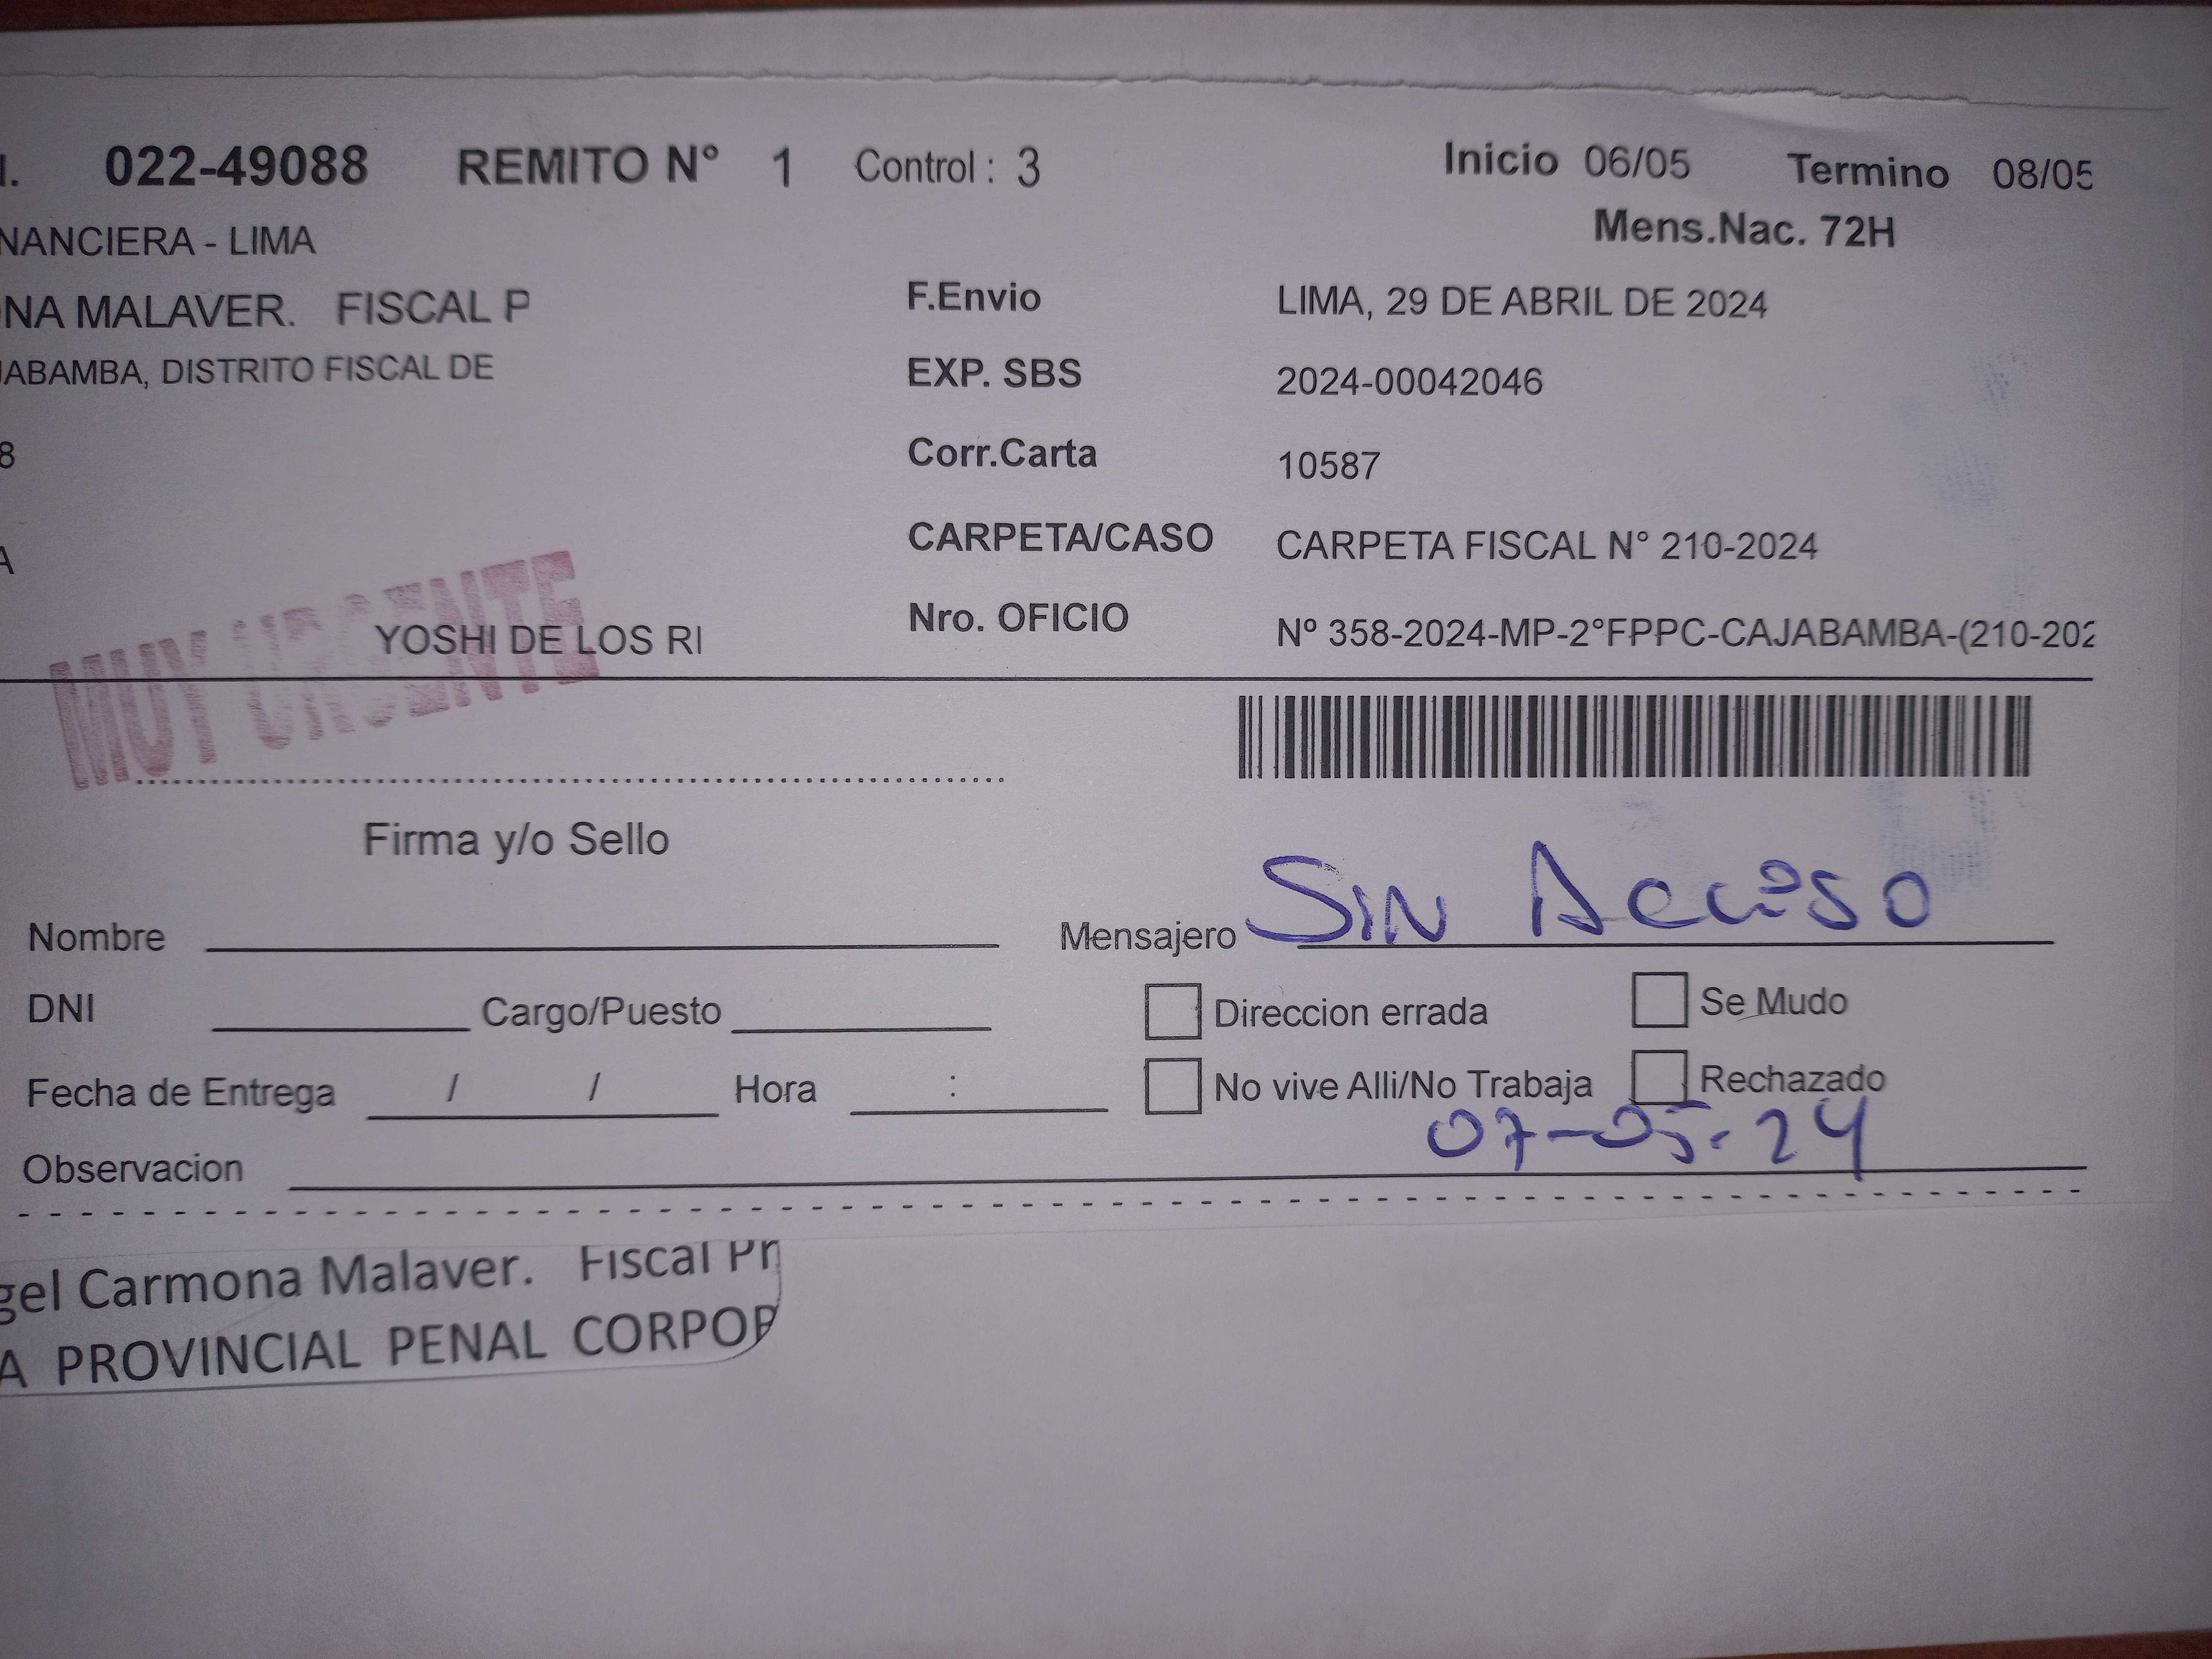 022-49088 REMITO N° 1 Control : 3 Inicio 06/05 Termino 08/05
Mens.Nac. 72H
NANCIERA - LIMA
F.Envio LIMA, 29 DE ABRIL DE 2024
NA MALAVER. FISCAL P
ABAMBA, DISTRITO FISCAL DE
EXP. SBS 2024-00042046
8
Corr.Carta 10587
CARPETA/CASO CARPETA FISCAL N° 210-2024
A
MUY URGENTE
YOSHI DE LOS RI
Nro. OFICIO Nº 358-2024-MP-2°FPPC-CAJABAMBA-(210-202
Firma y/o Sello
Nombre
Mensajero Sin Acceso
DNI Cargo/Puesto
Direccion errada Se Mudo
Fecha de Entrega / / Hora :
No vive Alli/No Trabaja Rechazado
07-05-24
Observacion
gel Carmona Malaver. Fiscal Pr
A PROVINCIAL PENAL CORPOR